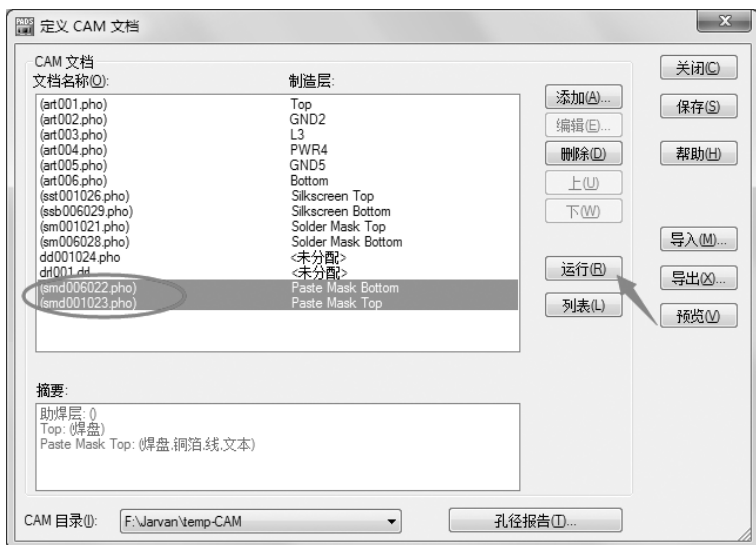 PADS
定义 CAM 文档
CAM 文档
文档名称(O):
制造层:
(art001.pho) Top
(art002.pho) GND2
(art003.pho) L3
(art004.pho) PWR4
(art005.pho) GND5
(art006.pho) Bottom
(sst001026.pho) Silkscreen Top
(ssb006029.pho) Silkscreen Bottom
(sm001021.pho) Solder Mask Top
(sm006028.pho) Solder Mask Bottom
dd001024.pho <未分配>
drl001.dd <未分配>
(smd006022.pho) Paste Mask Bottom
(smd001023.pho) Paste Mask Top
添加(A)...
编辑(E)...
删除(D)
上(U)
下(W)
运行(R)
列表(L)
关闭(C)
保存(S)
帮助(H)
导入(M)...
导出(X)...
预览(V)
摘要:
助焊层: ()
Top: (焊盘)
Paste Mask Top: (焊盘,铜箔,线,文本)
CAM 目录(I):
F:\Jarvan\temp-CAM
孔径报告(T)...